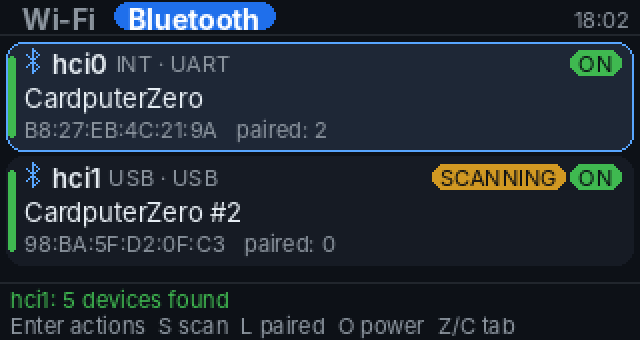 Wi-Fi Bluetooth 18:02
hci0 INT · UART ON
CardputerZero
B8:27:EB:4C:21:9A paired: 2
hci1 USB · USB SCANNING ON
CardputerZero #2
98:BA:5F:D2:0F:C3 paired: 0
hci1: 5 devices found
Enter actions S scan L paired O power Z/C tab